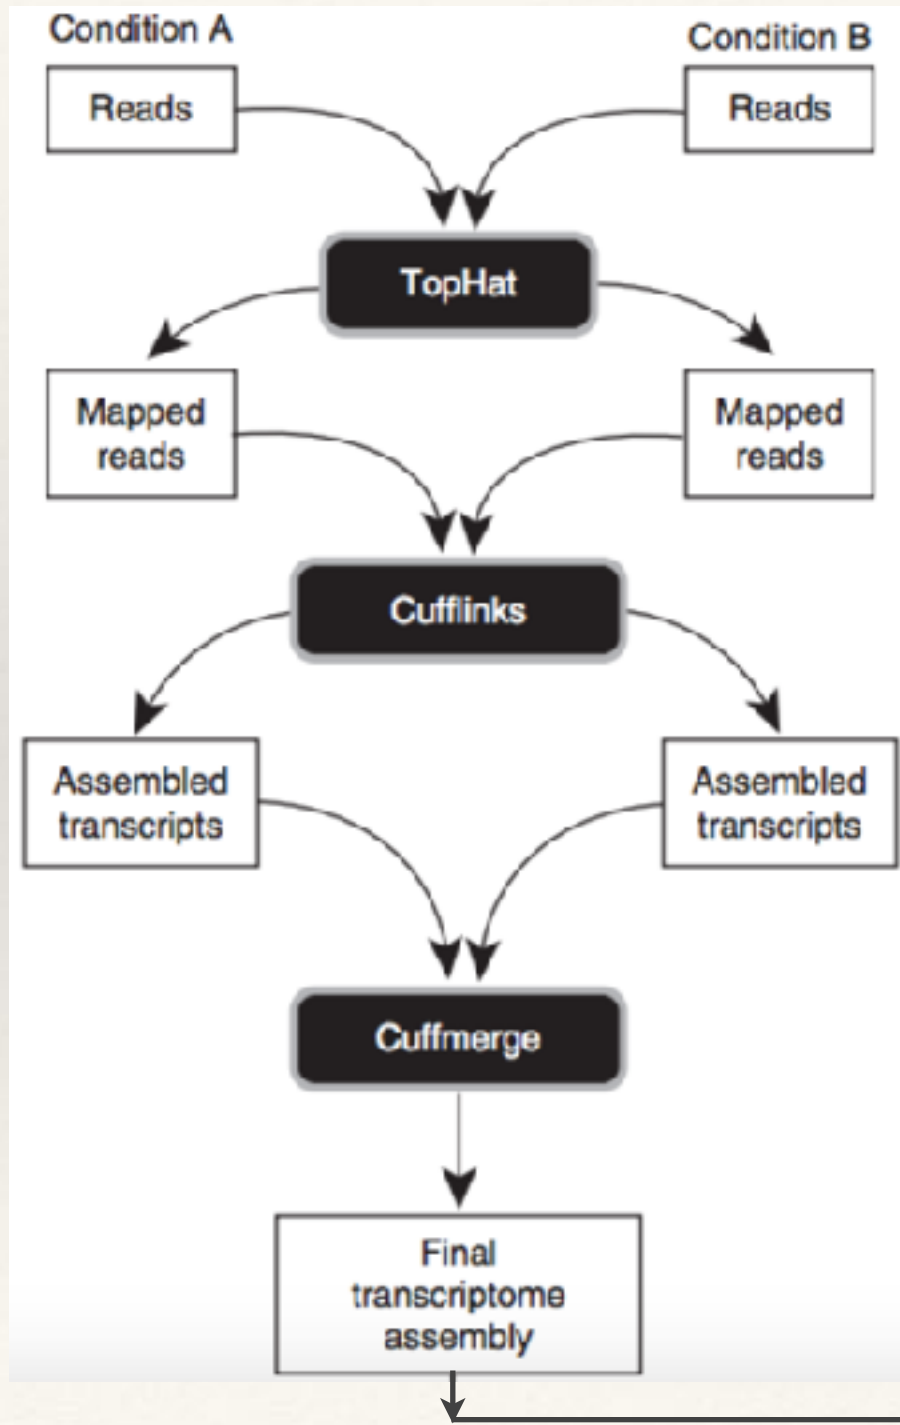 Condition A
Condition B
Reads
Reads
TopHat
Mapped
reads
Mapped
reads
Cufflinks
Assembled
transcripts
Assembled
transcripts
Cuffmerge
Final
transcriptome
assembly